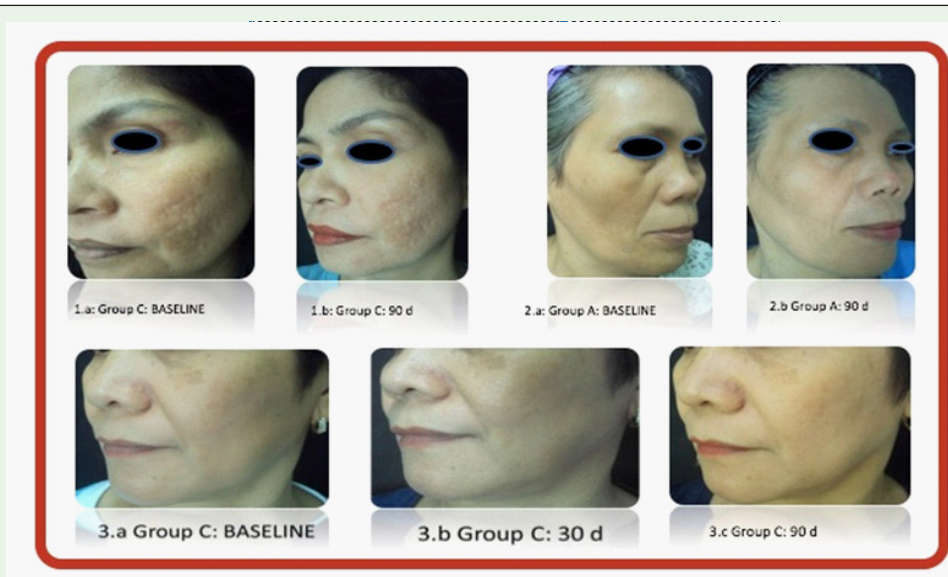 1.a: Group C: BASELINE
1.b: Group C: 90 d
2.a: Group A: BASELINE
2.b Group A: 90 d
3.a Group C: BASELINE
3.b Group C: 30 d
3.c Group C: 90 d